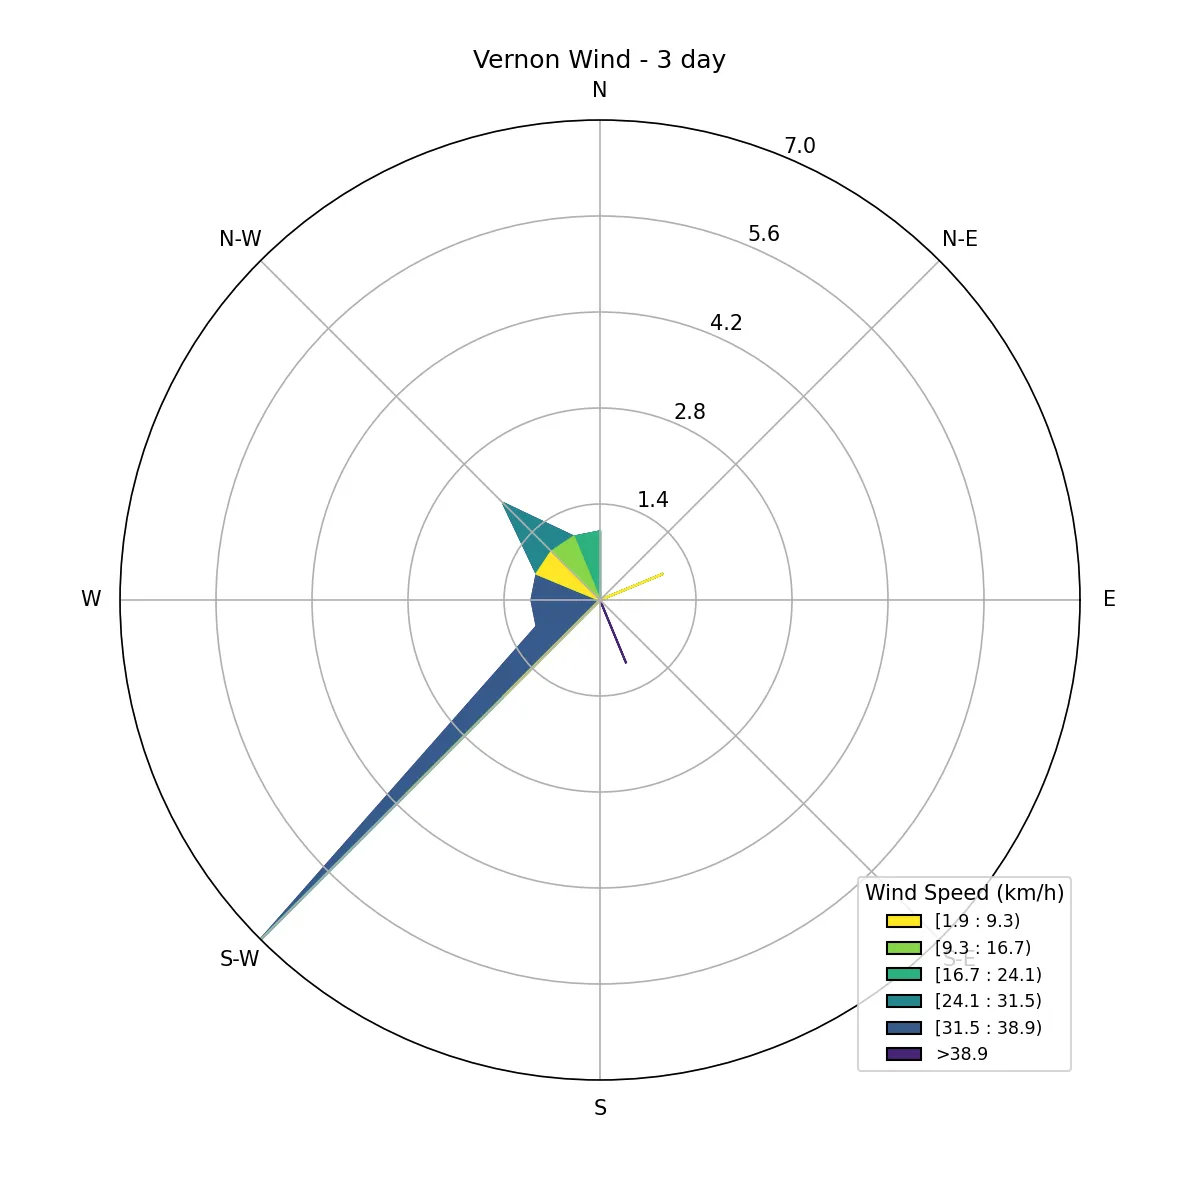 Vernon Wind - 3 day
N
7.0
N-W
5.6
N-E
4.2
2.8
1.4
W
E
S-W
S-E
S
Wind Speed (km/h)
[1.9 : 9.3)
[9.3 : 16.7)
[16.7 : 24.1)
[24.1 : 31.5)
[31.5 : 38.9)
>38.9